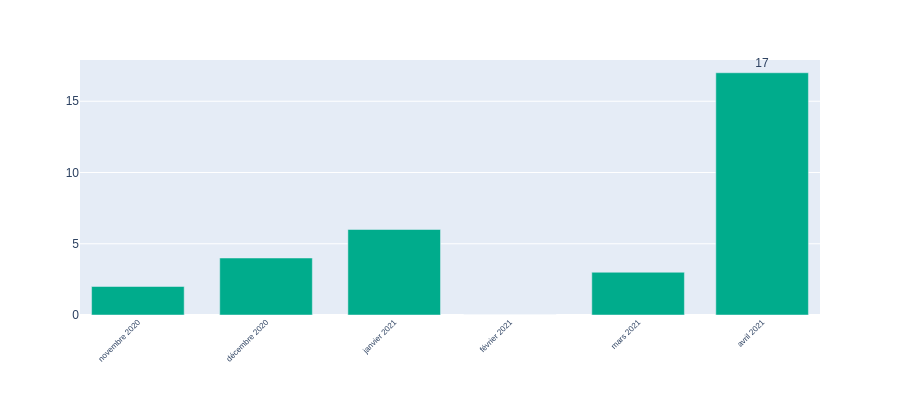 17
15
10
5
0
novembre 2020
décembre 2020
janvier 2021
février 2021
mars 2021
avril 2021